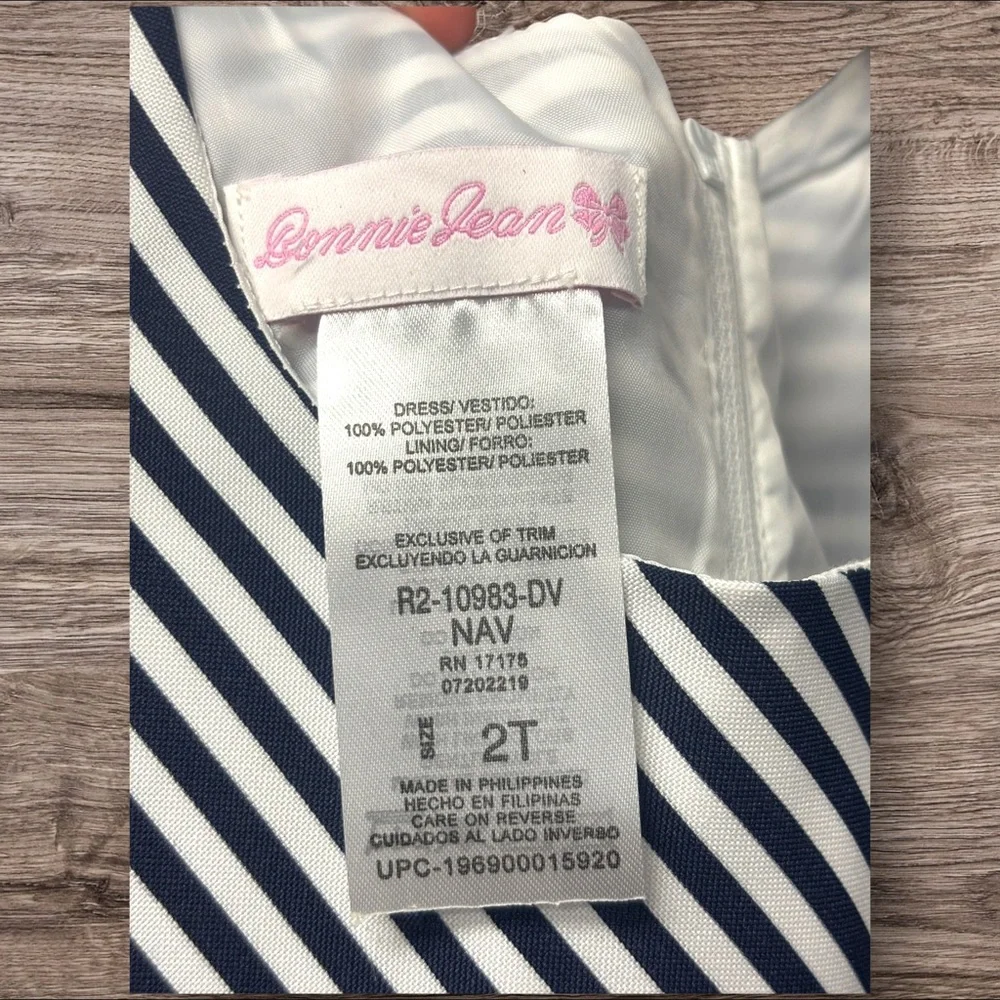 Bonnie Jean
DRESS/ VESTIDO:
100% POLYESTER/ POLIESTER
LINING/ FORRO:
100% POLYESTER/ POLIESTER
EXCLUSIVE OF TRIM
EXCLUYENDO LA GUARNICION
R2-10983-DV
NAV
RN 17175
07202219
SIZE 2T
MADE IN PHILIPPINES
HECHO EN FILIPINAS
CARE ON REVERSE
CUIDADOS AL LADO INVERSO
UPC-196900015920